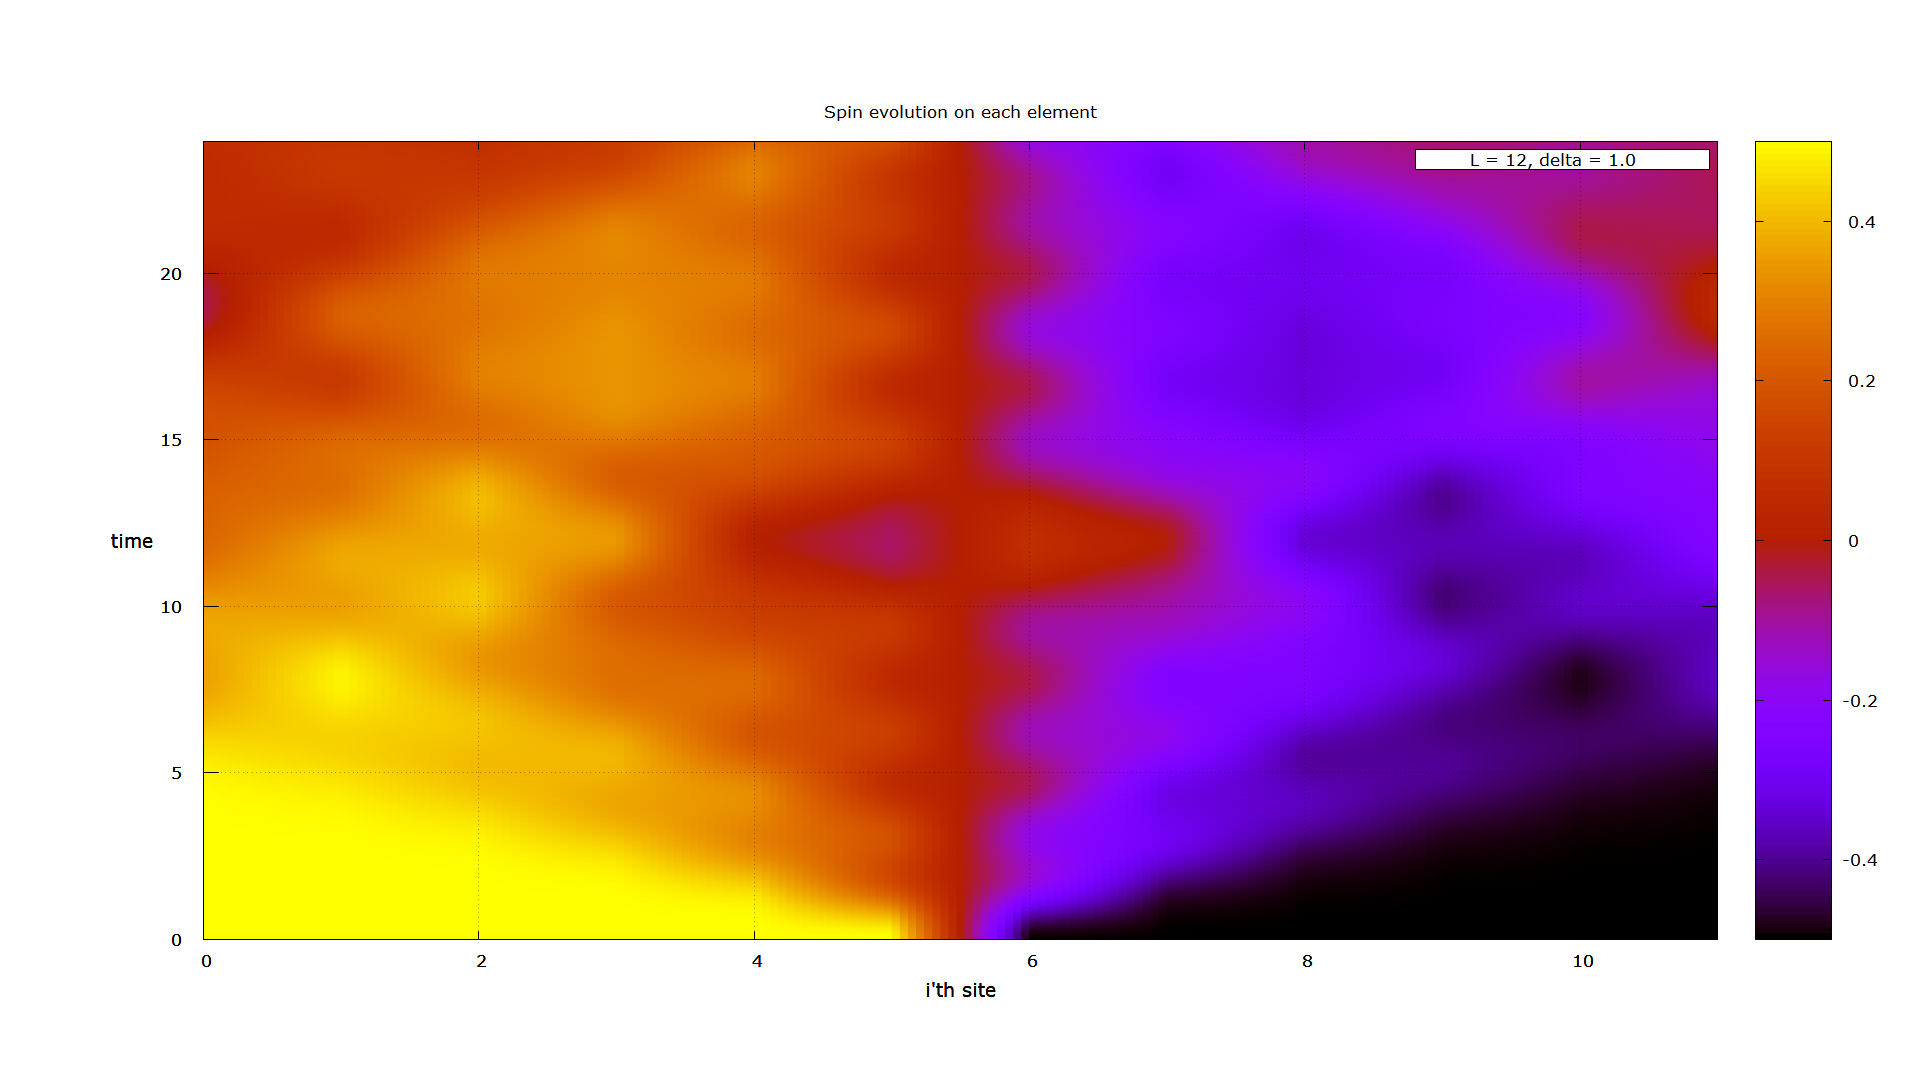 Spin evolution on each element
L = 12, delta = 1.0
0.4
20
0.2
15
time
0
10
-0.2
5
-0.4
0
0 2 4 6 8 10
i'th site